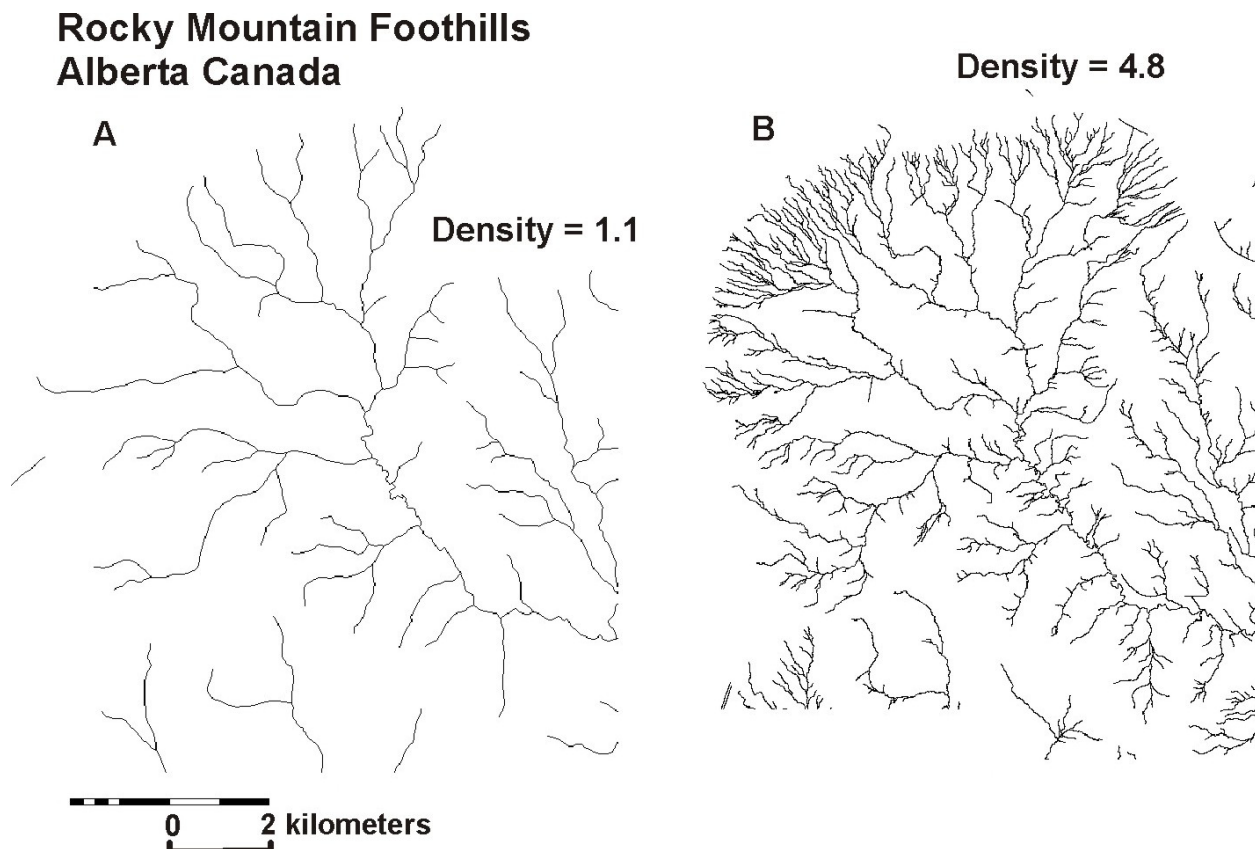 Rocky Mountain Foothills
Alberta Canada
Density = 4.8
A
B
Density = 1.1
0 2 kilometers